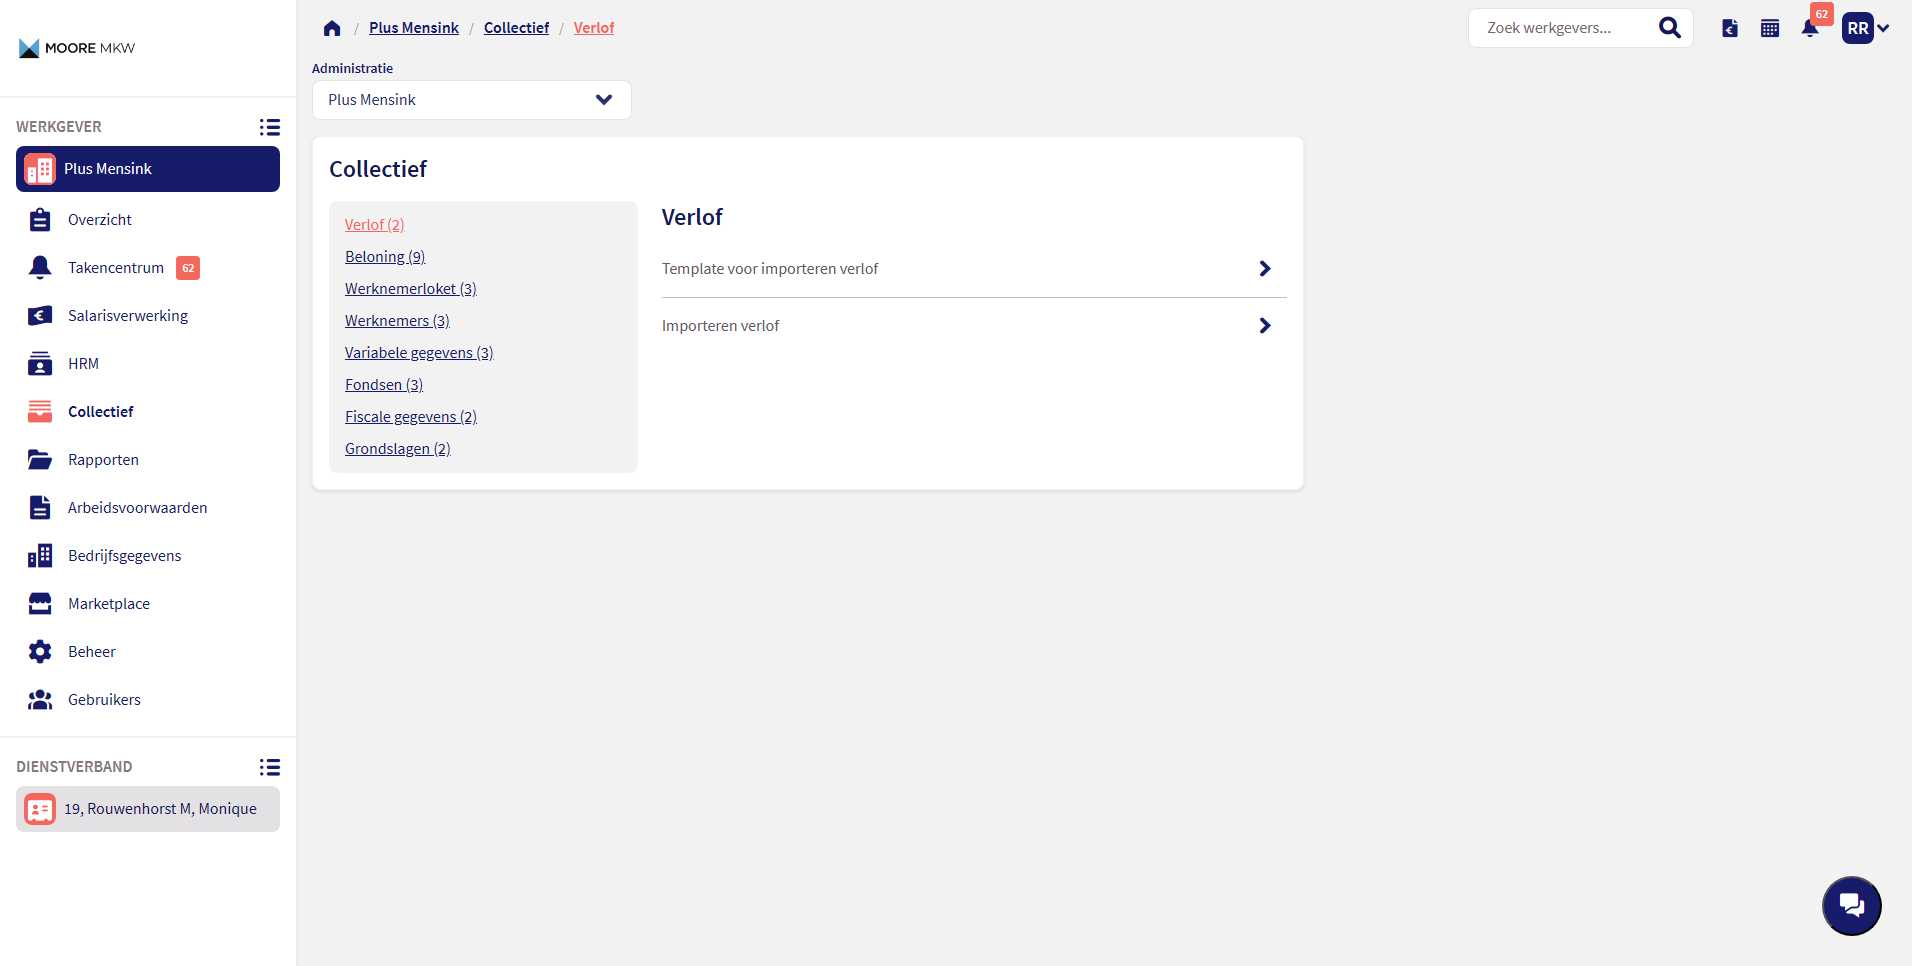 MOORE MKW
WERKGEVER
Plus Mensink
Overzicht
Takencentrum 62
Salarisverwerking
HRM
Collectief
Rapporten
Arbeidsvoorwaarden
Bedrijfsgegevens
Marketplace
Beheer
Gebruikers
DIENSTVERBAND
19, Rouwenhorst M, Monique
/ Plus Mensink / Collectief / Verlof
Zoek werkgevers...
62
RR
Administratie
Plus Mensink
Collectief
Verlof (2)
Beloning (9)
Werknemerloket (3)
Werknemers (3)
Variabele gegevens (3)
Fondsen (3)
Fiscale gegevens (2)
Grondslagen (2)
Verlof
Template voor importeren verlof
Importeren verlof